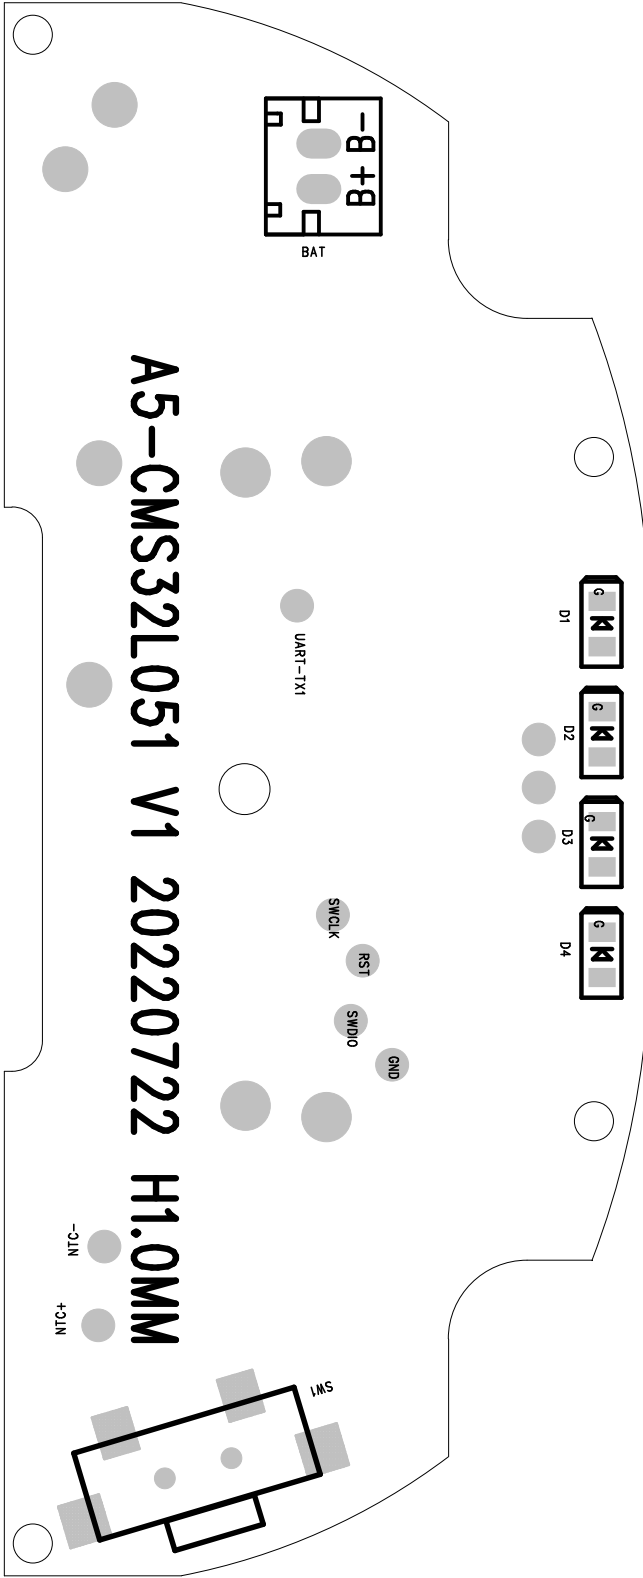 B-
B+
BAT
A5-CMS32L051 V1 20220722 H1.0MM
UART-TX1
G
D1
G
D2
G
D3
G
D4
SWCLK
RST
SWDIO
GND
NTC-
NTC+
SW1